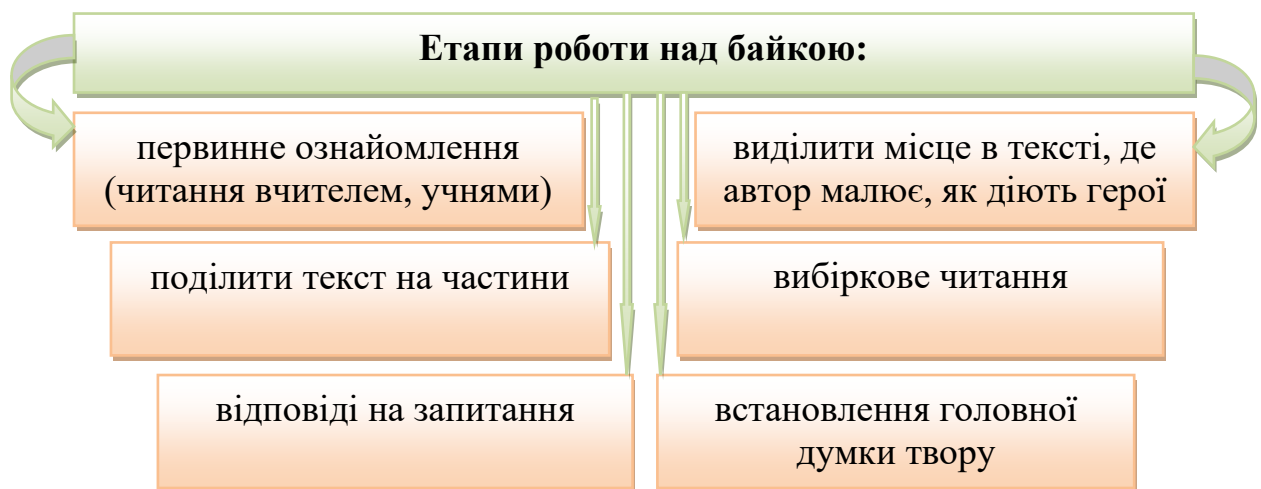 Етапи роботи над байкою:
первинне ознайомлення
(читання вчителем, учнями)
виділити місце в тексті, де
автор малює, як діють герої
поділити текст на частини
вибіркове читання
відповіді на запитання
встановлення головної
думки твору